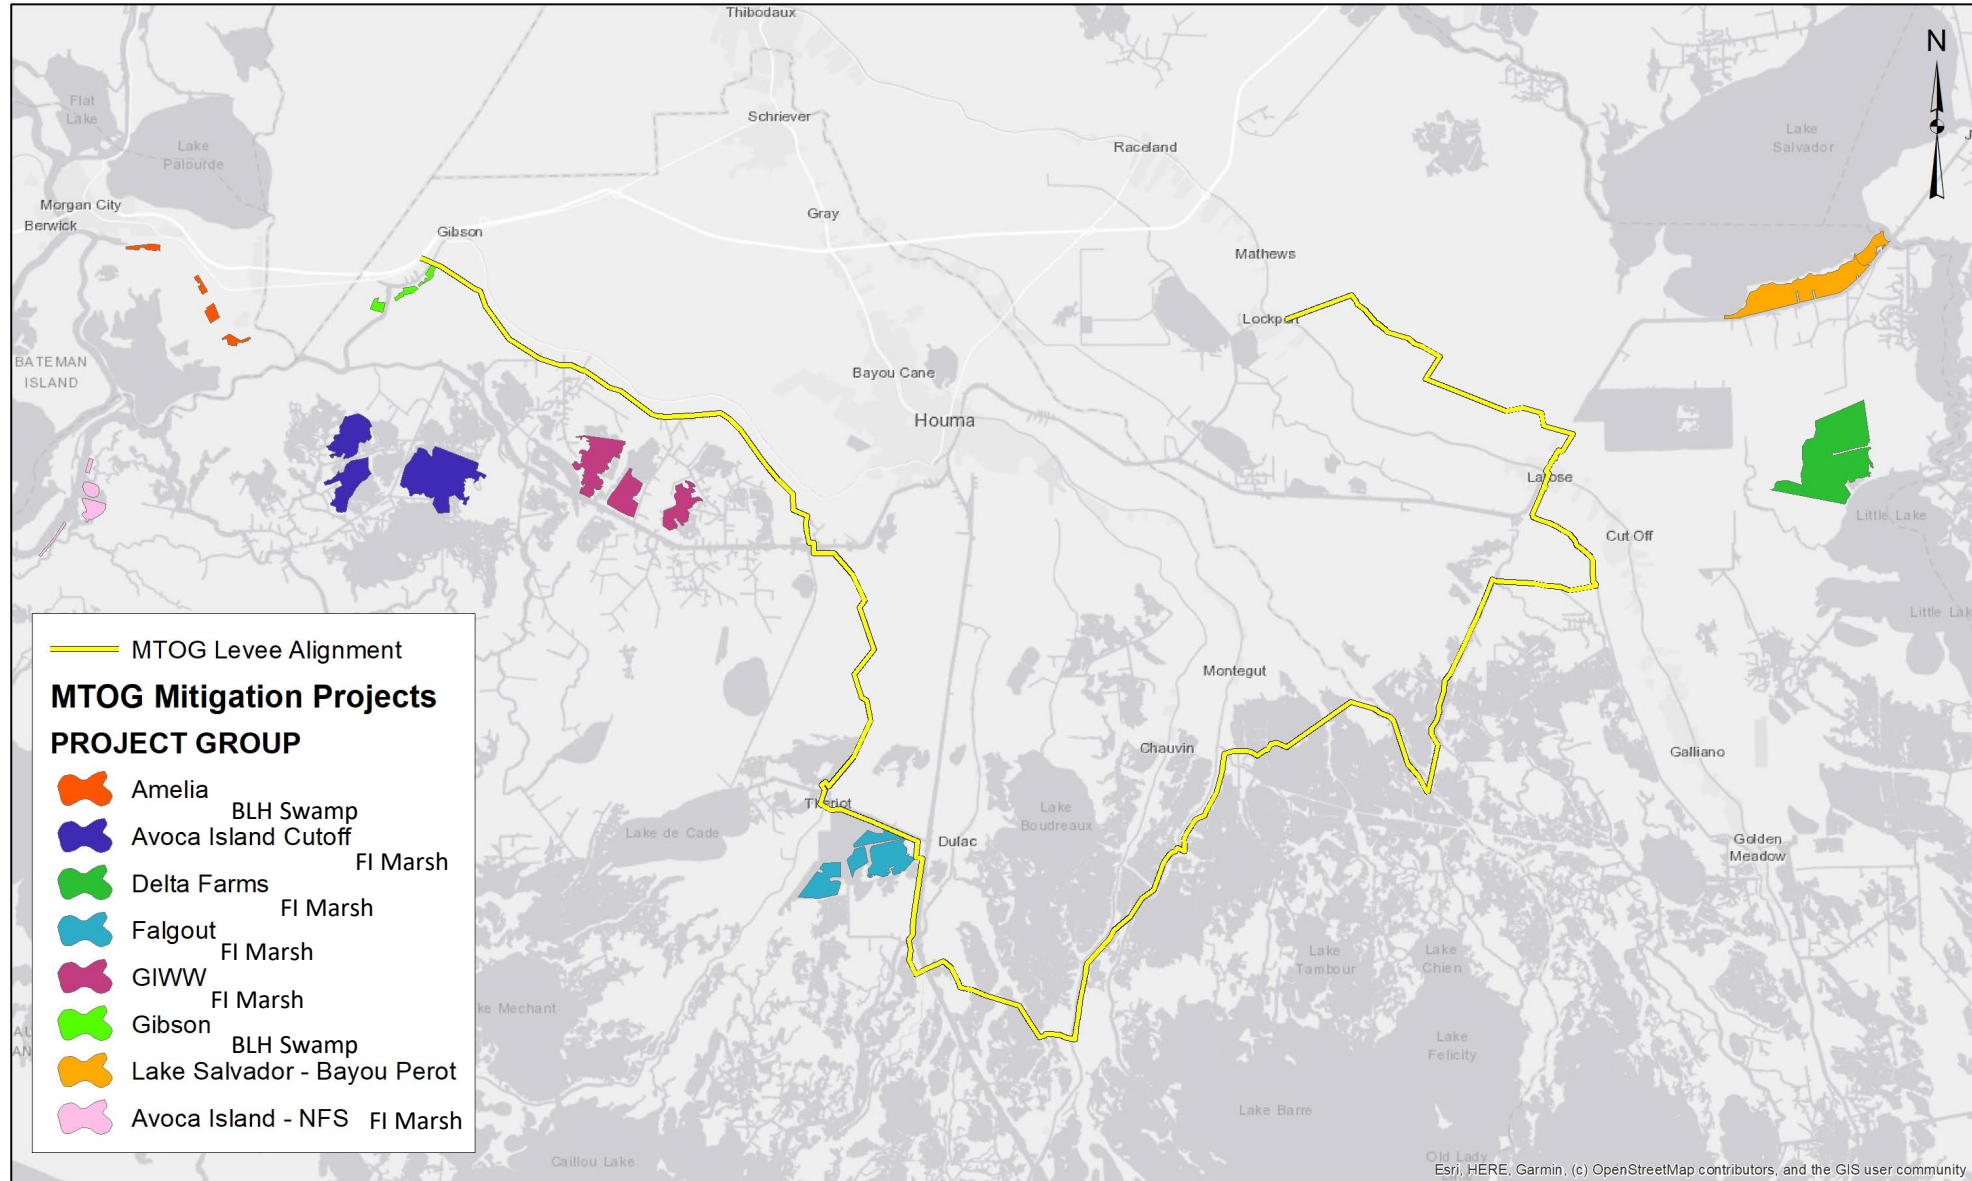 Thibodaux
N
Flat
Lake
Schriever
Lake
Salvador
J
Lake
Palourde
Raceland
Morgan City
Berwick
Gray
Gibson
Mathews
Lockport
BATEMAN
ISLAND
Bayou Cane
Houma
Larose
Little Lake
Cut Off
Little Lak
Montegut
Chauvin
Galliano
Theriot
Lake de Cade
Lake
Boudreaux
Dulac
Golden
Meadow
Lake
Tambour
Lake
Chien
ke Mechant
Lake
Felicity
Lake Barre
Caillou Lake
Old Lady
MTOG Levee Alignment
MTOG Mitigation Projects
PROJECT GROUP
Amelia
BLH Swamp
Avoca Island Cutoff
FI Marsh
Delta Farms
FI Marsh
Falgout
FI Marsh
GIWW
FI Marsh
Gibson
BLH Swamp
Lake Salvador - Bayou Perot
Avoca Island - NFS FI Marsh
Esri, HERE, Garmin, (c) OpenStreetMap contributors, and the GIS user community